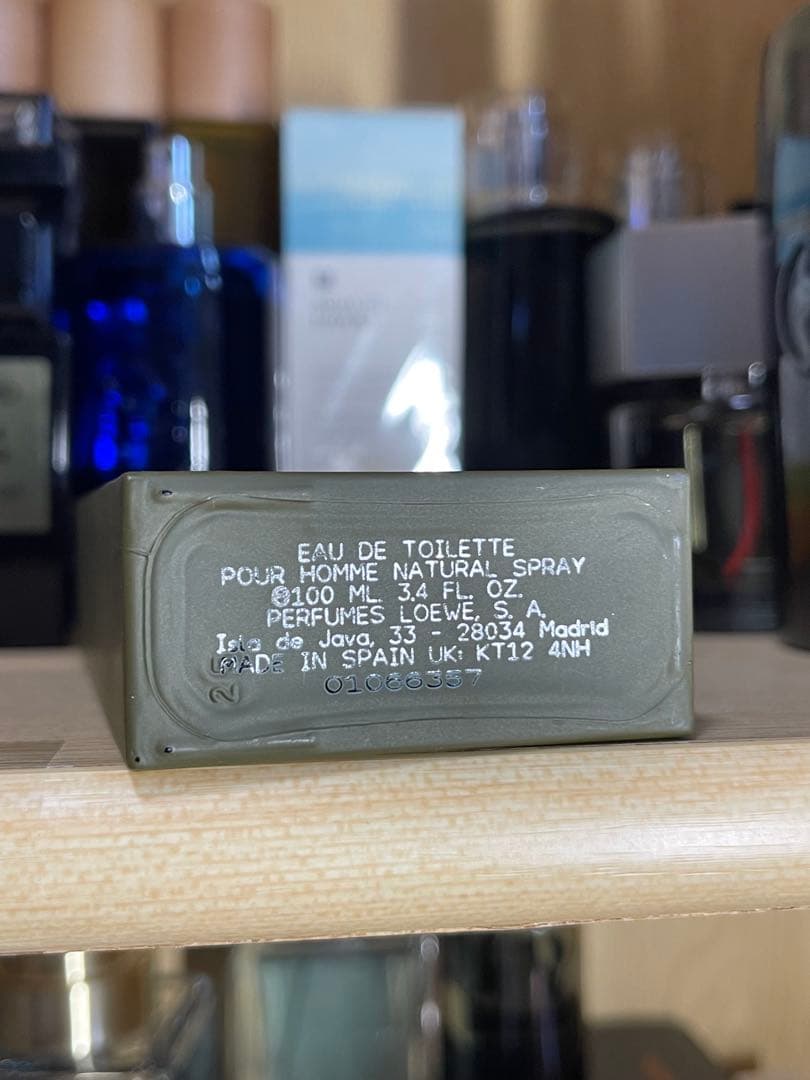 EAU DE TOILETTE
POUR HOMME NATURAL SPRAY
℮100 ML. 3.4 FL. OZ.
PERFUMES LOEWE, S. A.
Isla de Java, 33 - 28034 Madrid
MADE IN SPAIN UK: KT12 4NH
01066357